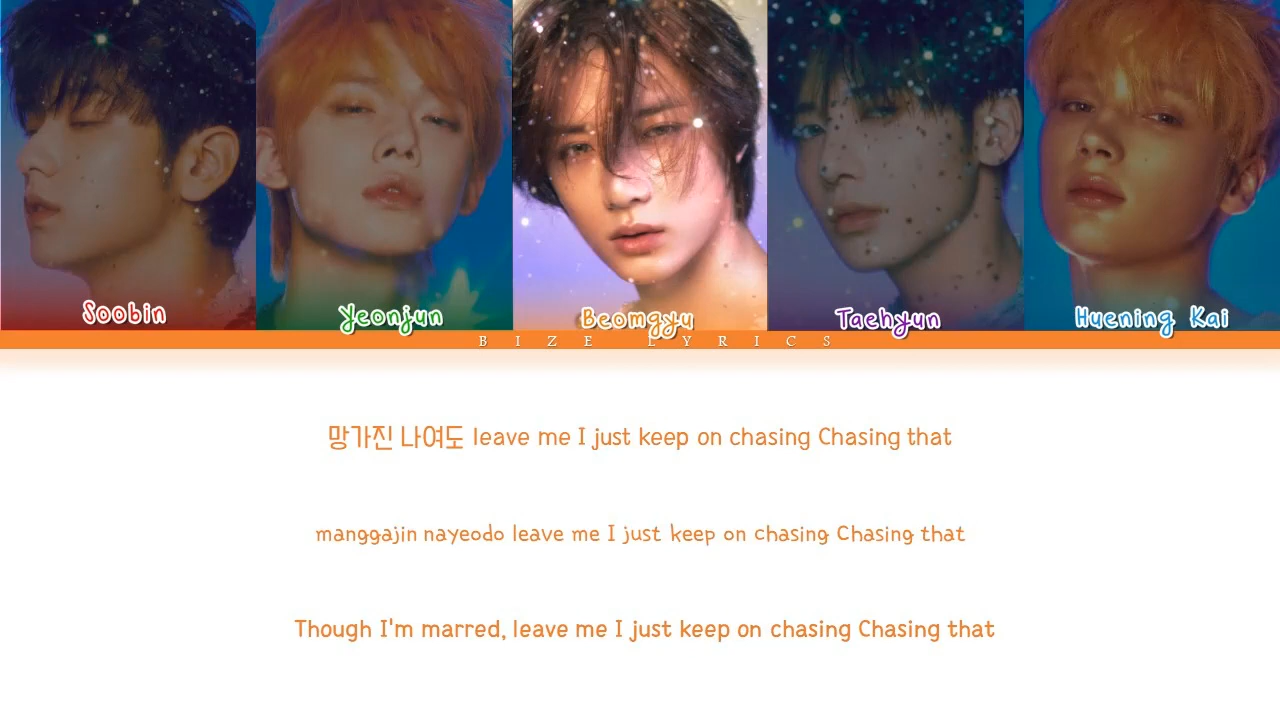 Soobin
Yeonjun
Beomgyu
Taehyun
Huening Kai
BIZE LYRICS
망가진 나여도 leave me I just keep on chasing Chasing that
manggajin nayeodo leave me I just keep on chasing Chasing that
Though I'm marred, leave me I just keep on chasing Chasing that